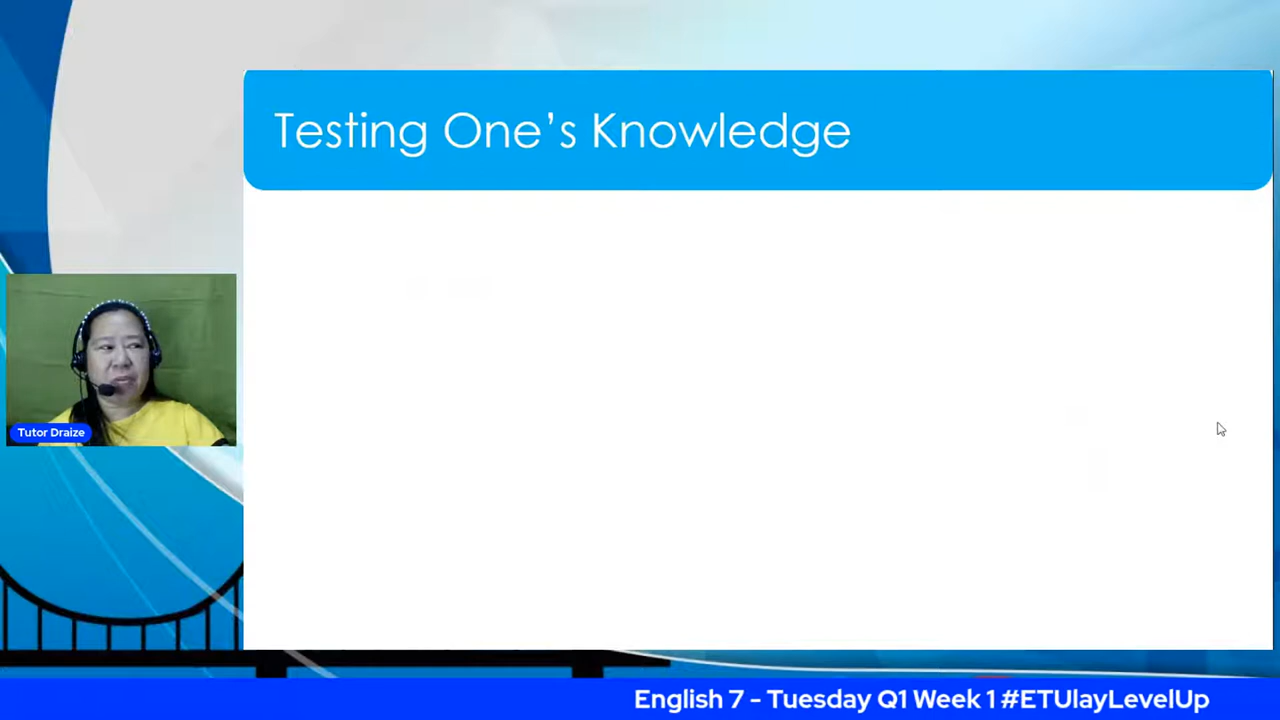 Testing One's Knowledge
Tutor Draize
English 7 - Tuesday Q1 Week 1 #ETUlayLevelUp